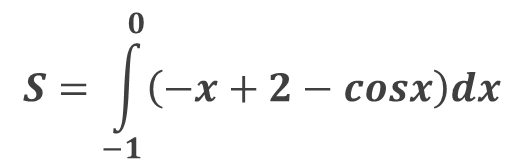 S = ∫_{-1}^{0} (-x + 2 - cosx)dx